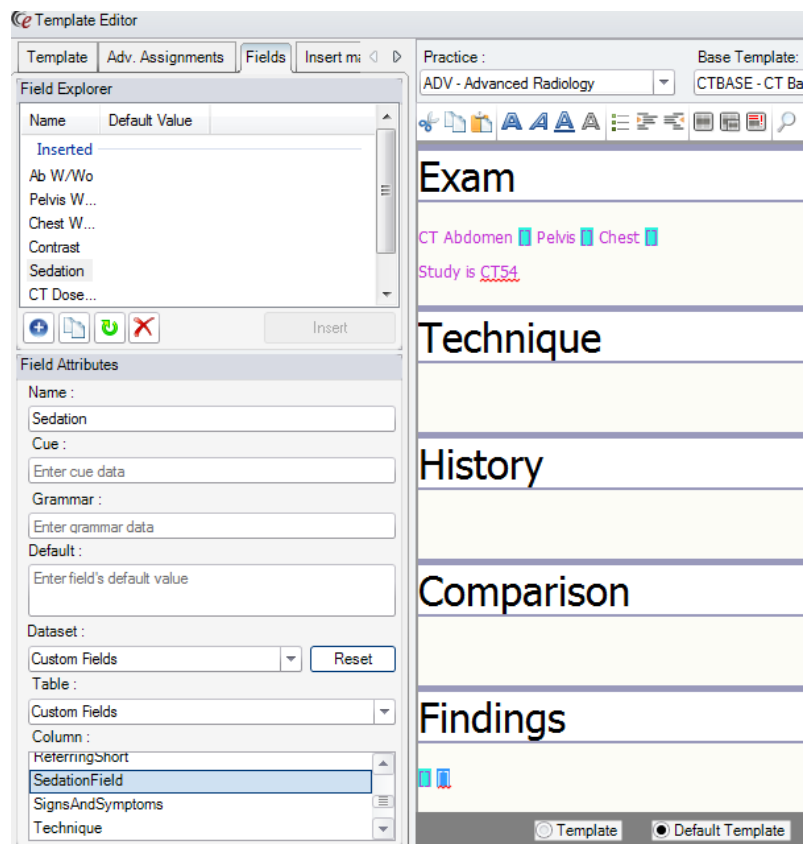 Template Editor
Template Adv. Assignments Fields Insert ma
Field Explorer
Name Default Value
Inserted
Ab W/Wo
Pelvis W...
Chest W...
Contrast
Sedation
CT Dose...
Insert
Field Attributes
Name :
Sedation
Cue :
Enter cue data
Grammar :
Enter grammar data
Default :
Enter field's default value
Dataset :
Custom Fields Reset
Table :
Custom Fields
Column :
ReferringShort
SedationField
SignsAndSymptoms
Technique
Practice : Base Template:
ADV - Advanced Radiology CTBASE - CT Ba
Exam
CT Abdomen [] Pelvis [] Chest []
Study is CT54
Technique
History
Comparison
Findings
[] []
Template Default Template